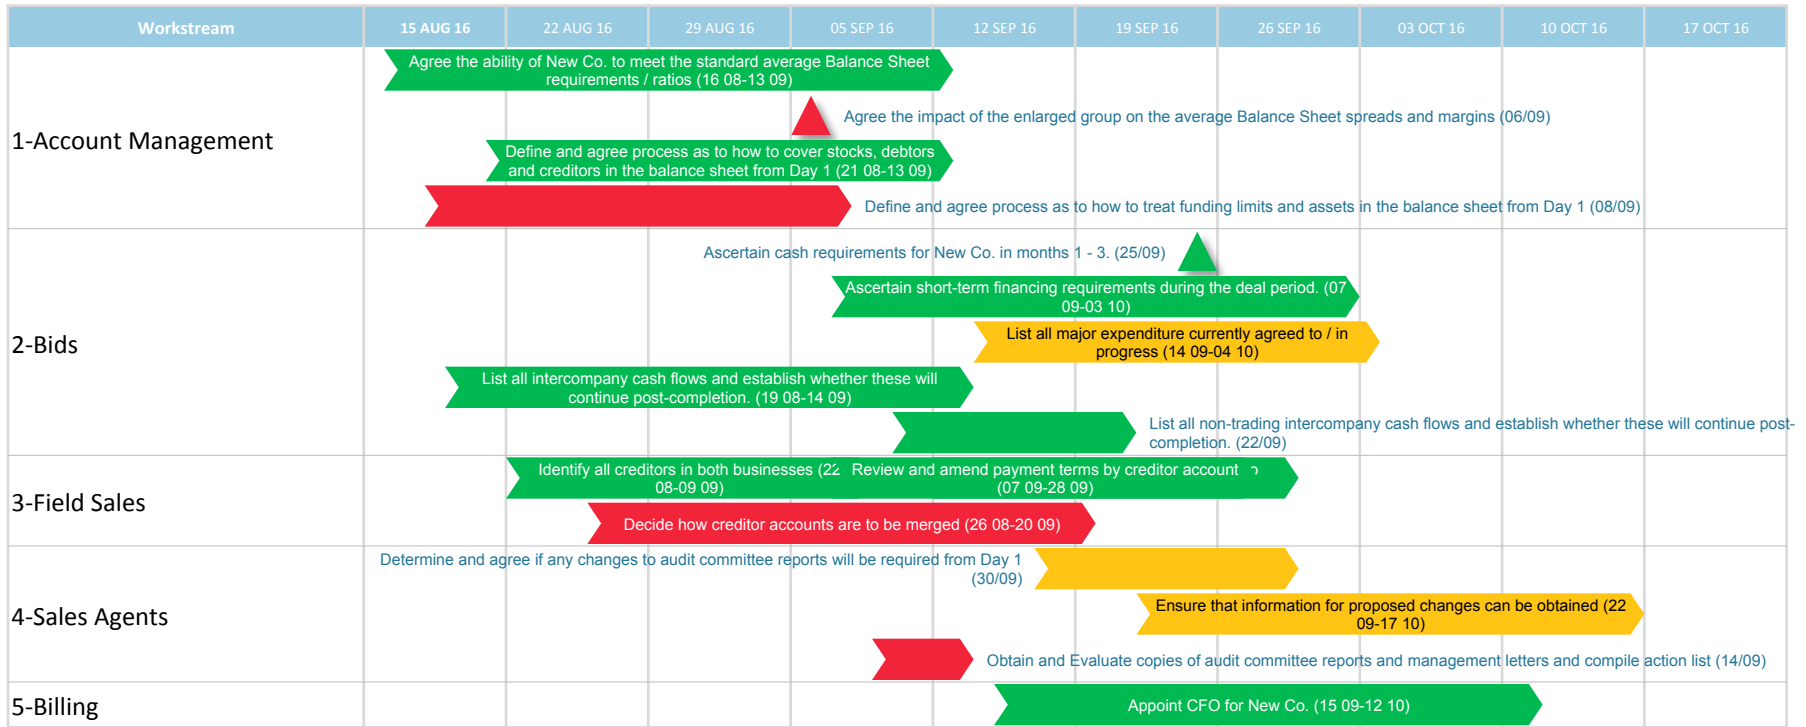 Workstream
15 AUG 16
22 AUG 16
29 AUG 16
05 SEP 16
12 SEP 16
19 SEP 16
26 SEP 16
03 OCT 16
10 OCT 16
17 OCT 16
1-Account Management
Agree the ability of New Co. to meet the standard average Balance Sheet
requirements / ratios (16 08-13 09)
Agree the impact of the enlarged group on the average Balance Sheet spreads and margins (06/09)
Define and agree process as to how to cover stocks, debtors
and creditors in the balance sheet from Day 1 (21 08-13 09)
Define and agree process as to how to treat funding limits and assets in the balance sheet from Day 1 (08/09)
2-Bids
Ascertain cash requirements for New Co. in months 1 - 3. (25/09)
Ascertain short-term financing requirements during the deal period. (07
09-03 10)
List all major expenditure currently agreed to / in
progress (14 09-04 10)
List all intercompany cash flows and establish whether these will
continue post-completion. (19 08-14 09)
List all non-trading intercompany cash flows and establish whether these will continue post-
completion. (22/09)
3-Field Sales
Identify all creditors in both businesses (22
08-09 09)
Review and amend payment terms by creditor account
(07 09-28 09)
Decide how creditor accounts are to be merged (26 08-20 09)
4-Sales Agents
Determine and agree if any changes to audit committee reports will be required from Day 1
(30/09)
Ensure that information for proposed changes can be obtained (22
09-17 10)
Obtain and Evaluate copies of audit committee reports and management letters and compile action list (14/09)
5-Billing
Appoint CFO for New Co. (15 09-12 10)